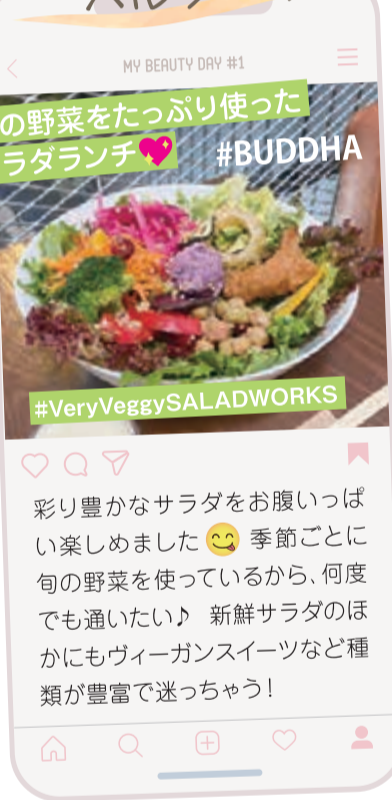 MY BEAUTY DAY #1
の野菜をたっぷり使った
ラダランチ💖
#BUDDHA
#VeryVeggySALADWORKS
彩り豊かなサラダをお腹いっぱ
い楽しめました😋 季節ごとに
旬の野菜を使っているから、何度
でも通いたい♪ 新鮮サラダのほ
かにもヴィーガンスイーツなど種
類が豊富で迷っちゃう!